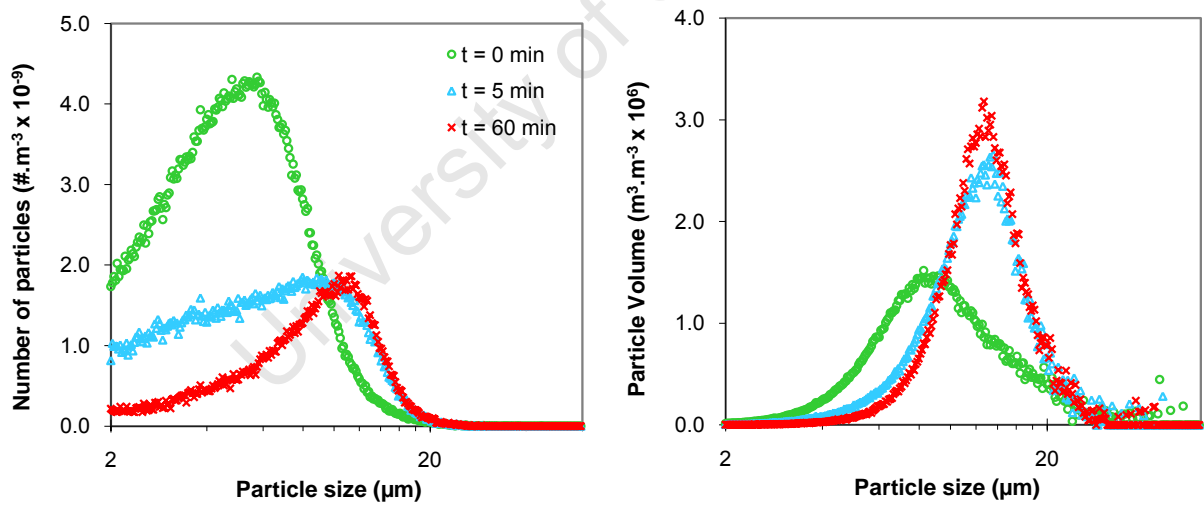 5.0
4.0
3.0
2.0
1.0
0.0
Number of particles (#.m⁻³ x 10⁻⁹)
t = 0 min
t = 5 min
t = 60 min
2
20
Particle size (µm)
4.0
3.0
2.0
1.0
0.0
Particle Volume (m³.m⁻³ x 10⁶)
2
20
Particle size (µm)
University of